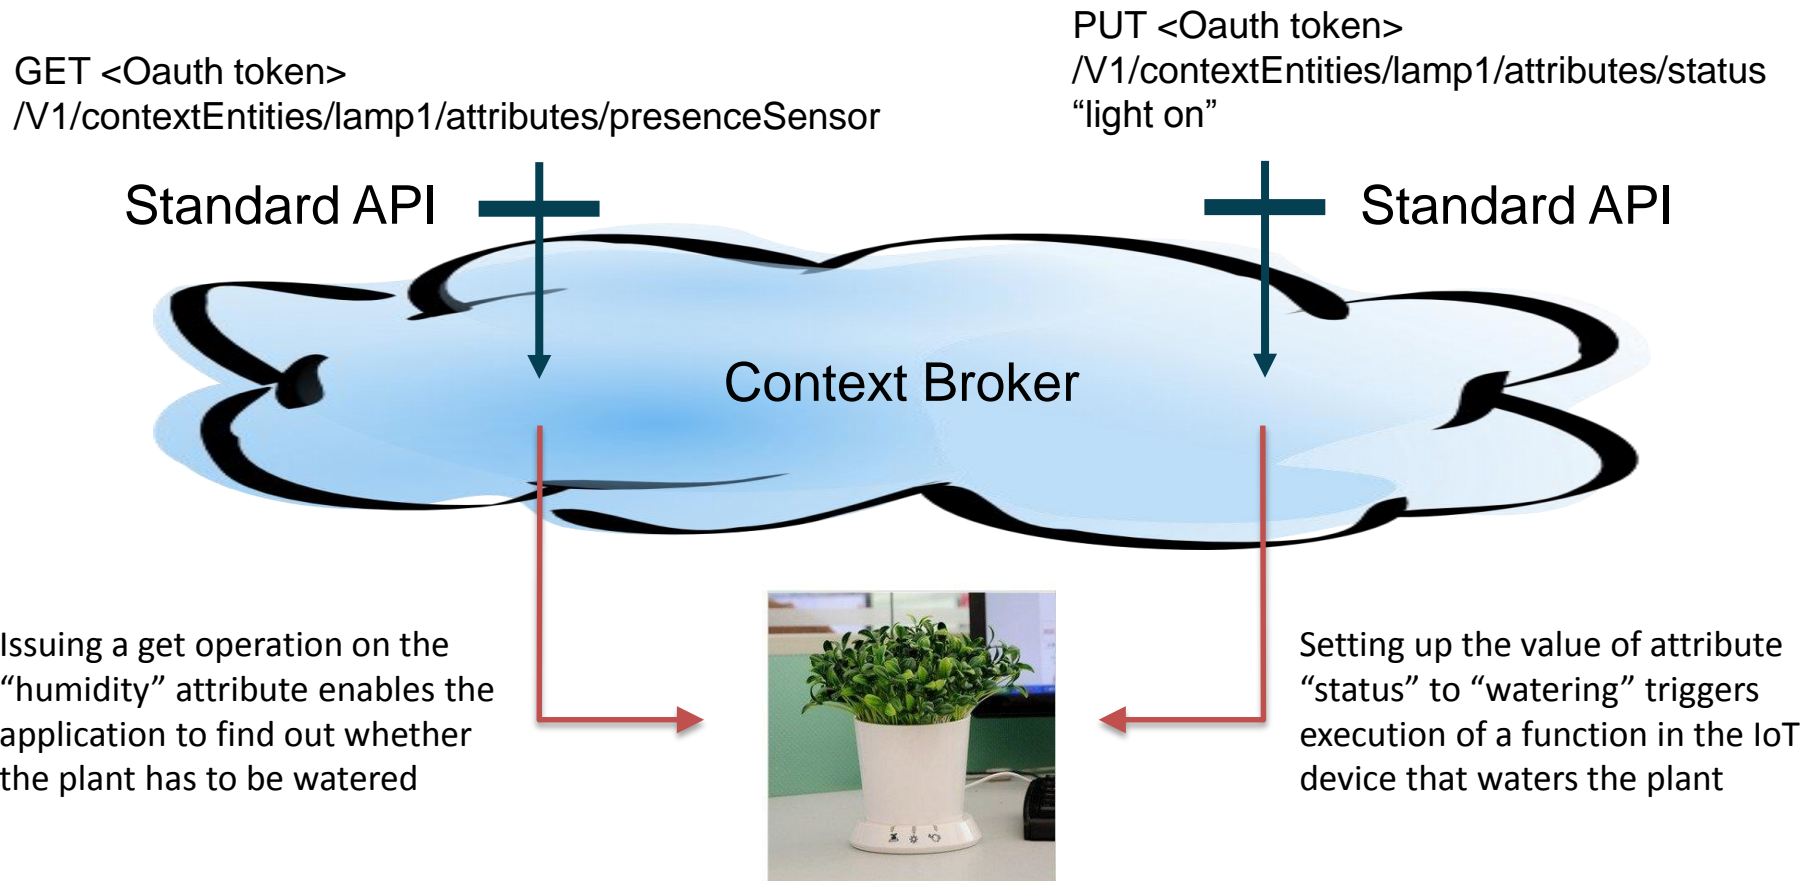 GET <Oauth token>
/V1/contextEntities/lamp1/attributes/presenceSensor
PUT <Oauth token>
/V1/contextEntities/lamp1/attributes/status
“light on”
Standard API
Standard API
Context Broker
Issuing a get operation on the
“humidity” attribute enables the
application to find out whether
the plant has to be watered
Setting up the value of attribute
“status” to “watering” triggers
execution of a function in the IoT
device that waters the plant